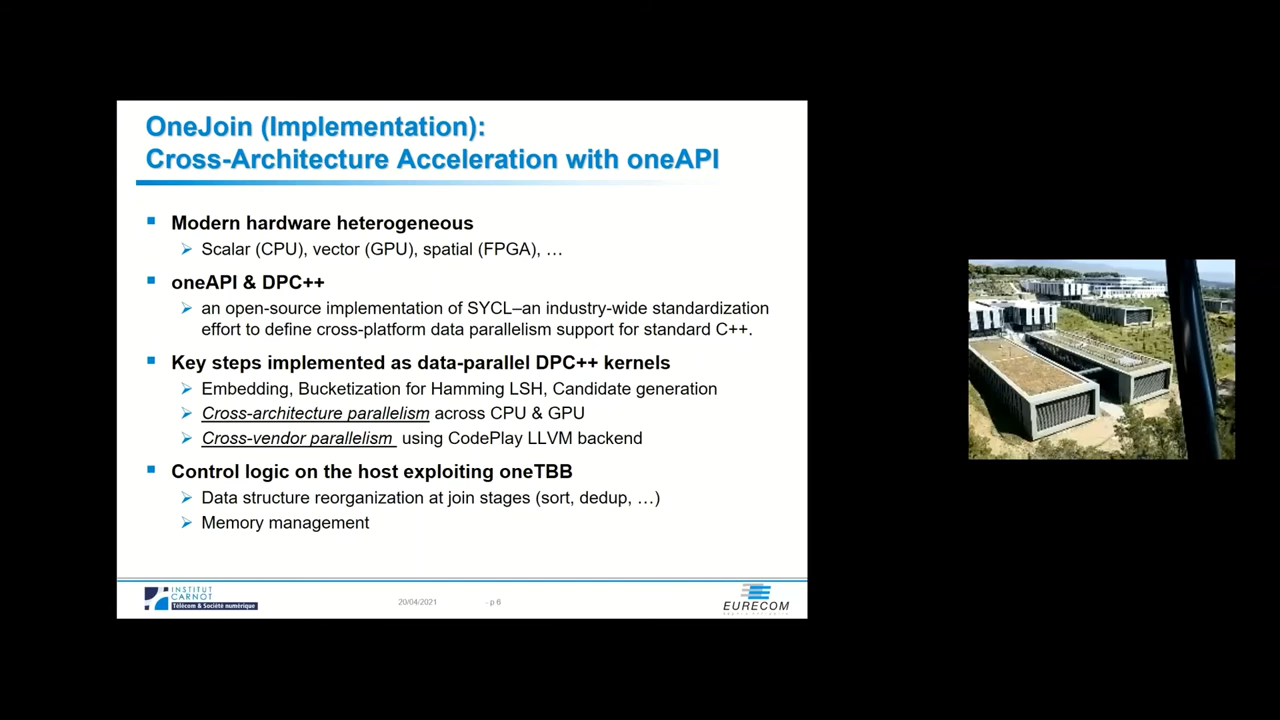 OneJoin (Implementation):
Cross-Architecture Acceleration with oneAPI
Modern hardware heterogeneous
Scalar (CPU), vector (GPU), spatial (FPGA), …
oneAPI & DPC++
an open-source implementation of SYCL–an industry-wide standardization
effort to define cross-platform data parallelism support for standard C++.
Key steps implemented as data-parallel DPC++ kernels
Embedding, Bucketization for Hamming LSH, Candidate generation
Cross-architecture parallelism across CPU & GPU
Cross-vendor parallelism using CodePlay LLVM backend
Control logic on the host exploiting oneTBB
Data structure reorganization at join stages (sort, dedup, …)
Memory management
INSTITUT
CARNOT
Télécom & Société numérique
20/04/2021
- p 6
EURECOM